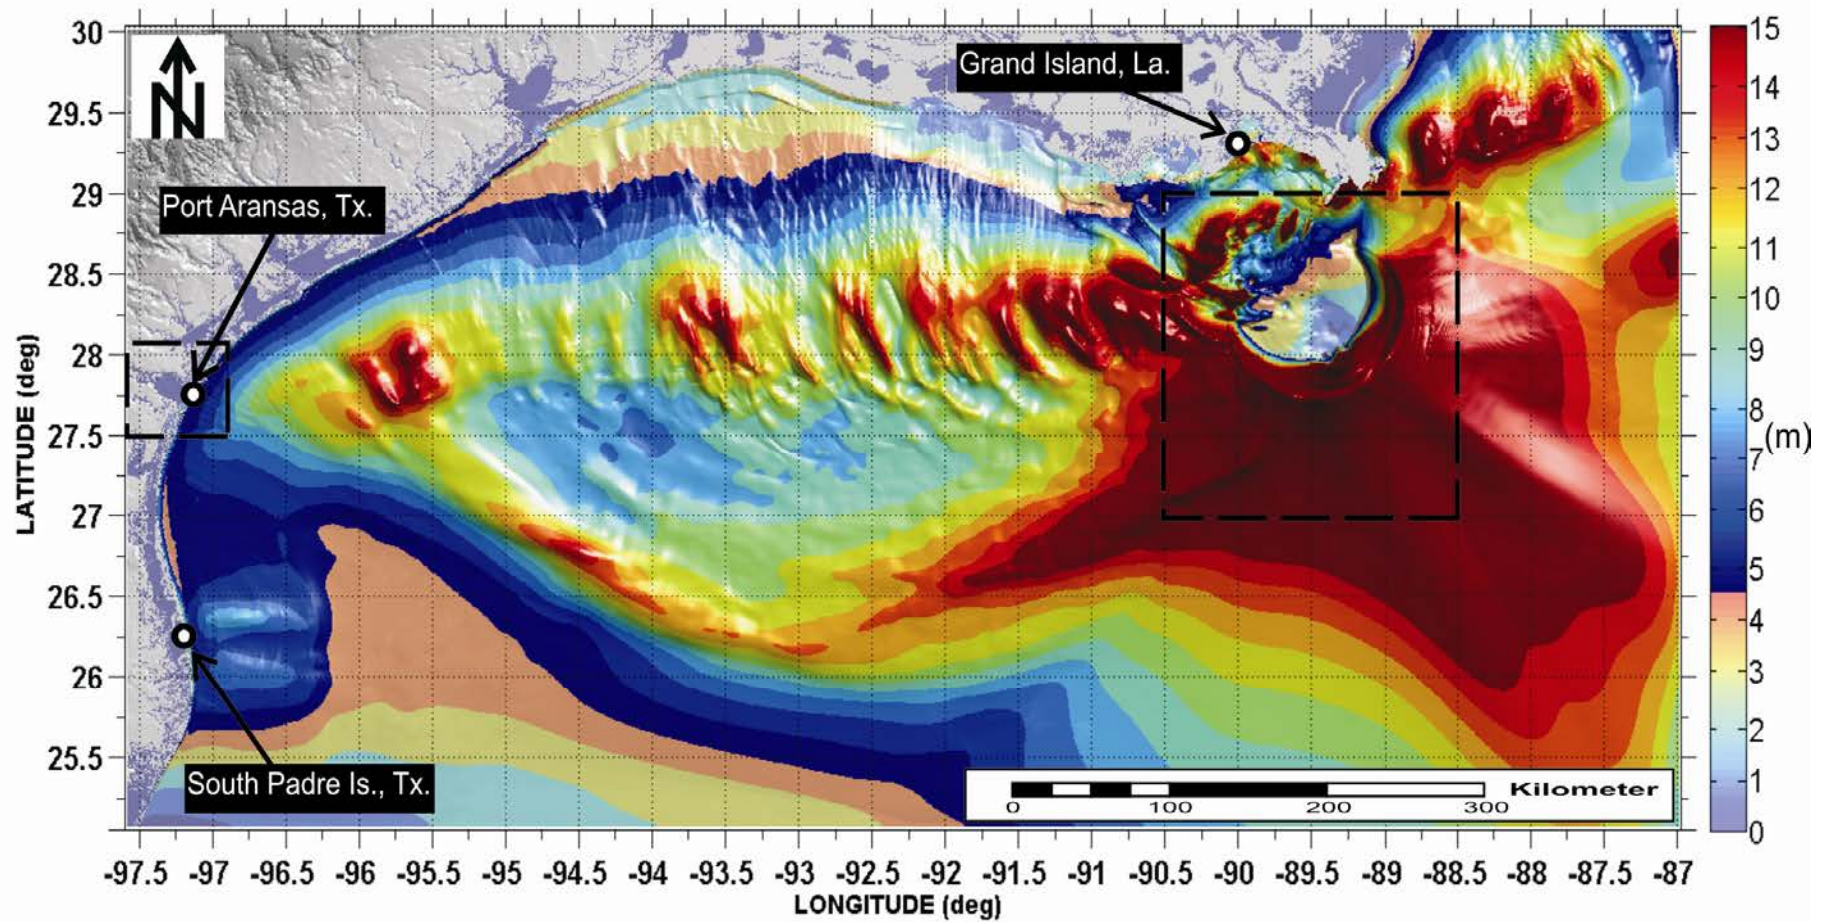 N
Grand Island, La.
Port Aransas, Tx.
South Padre Is., Tx.
LATITUDE (deg)
30
29.5
29
28.5
28
27.5
27
26.5
26
25.5
-97.5 -97 -96.5 -96 -95.5 -95 -94.5 -94 -93.5 -93 -92.5 -92 -91.5 -91 -90.5 -90 -89.5 -89 -88.5 -88 -87.5 -87
LONGITUDE (deg)
0 100 200 300 Kilometer
15
14
13
12
11
10
9
8
(m)
7
6
5
4
3
2
1
0